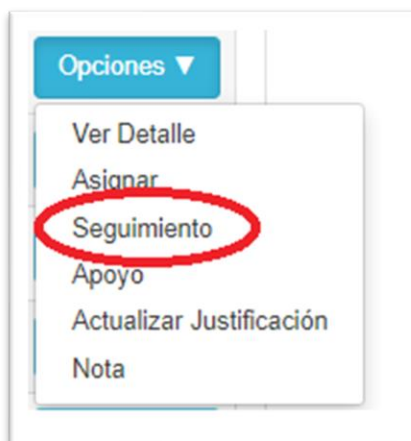 Opciones ▼
Ver Detalle
Asignar
Seguimiento
Apoyo
Actualizar Justificación
Nota